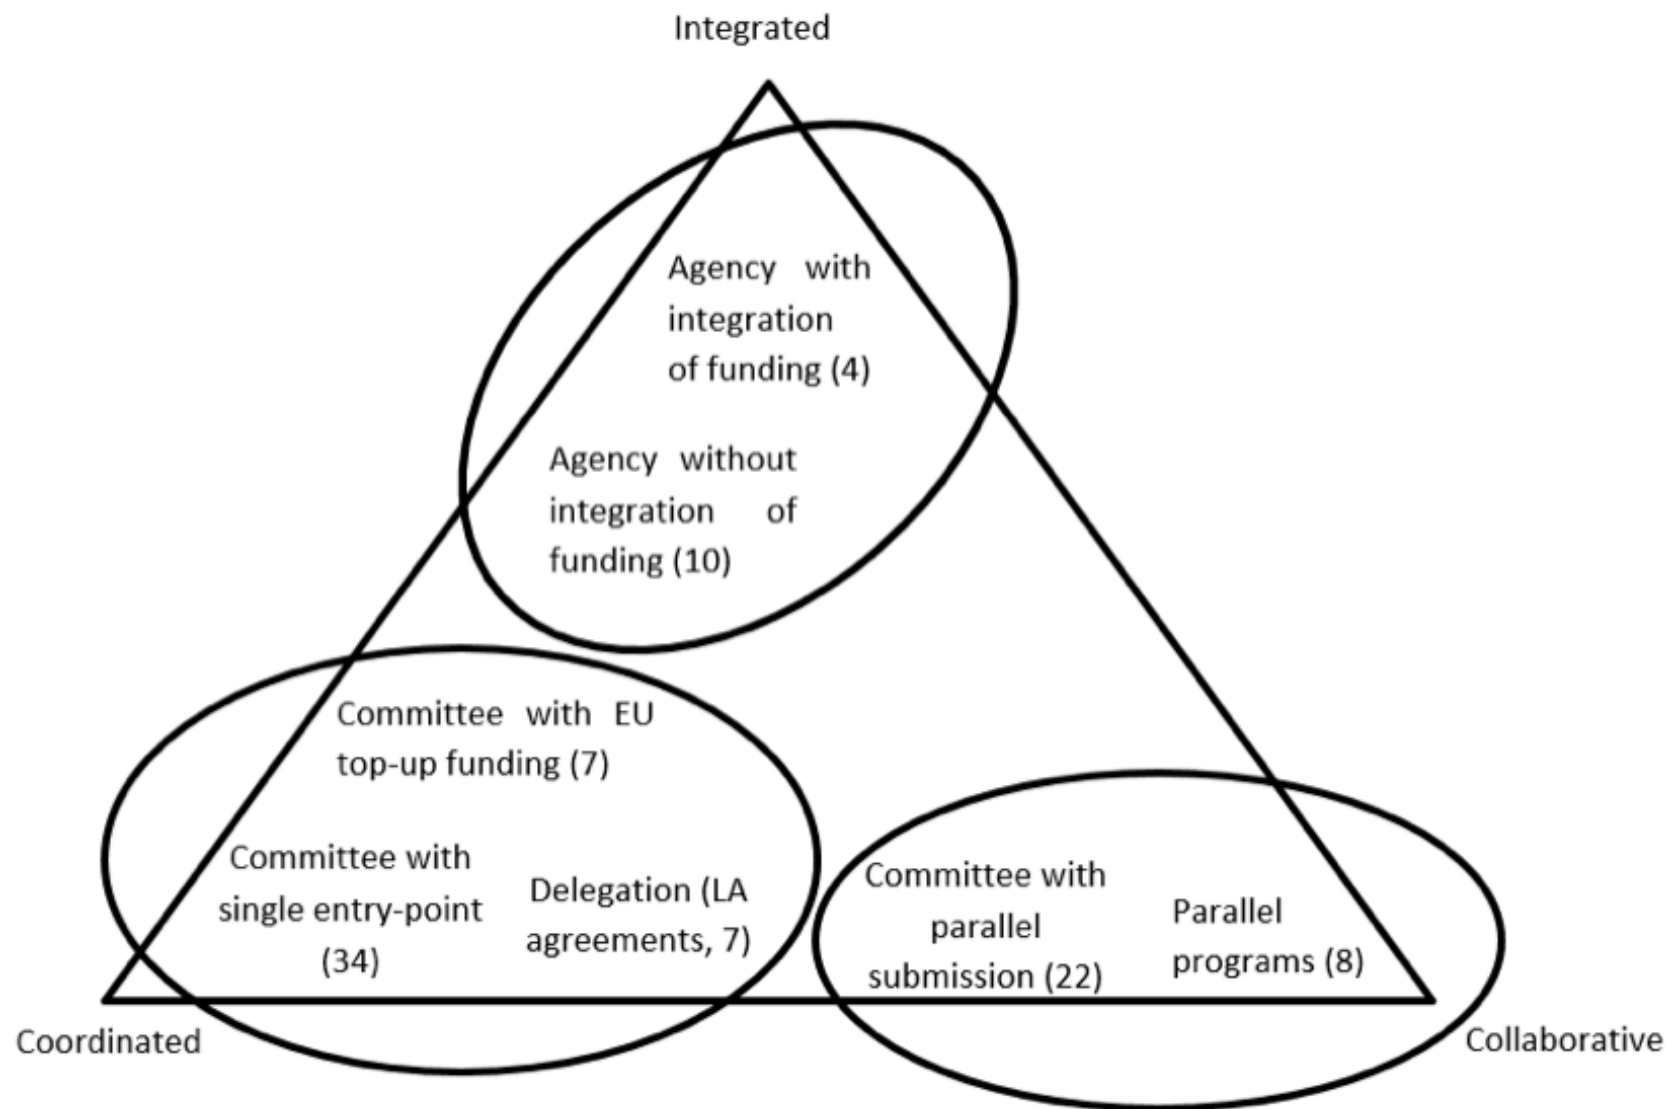 Integrated
Agency with
integration
of funding (4)
Agency without
integration of
funding (10)
Committee with EU
top-up funding (7)
Committee with
single entry-point
(34)
Delegation (LA
agreements, 7)
Committee with
parallel
submission (22)
Parallel
programs (8)
Coordinated
Collaborative